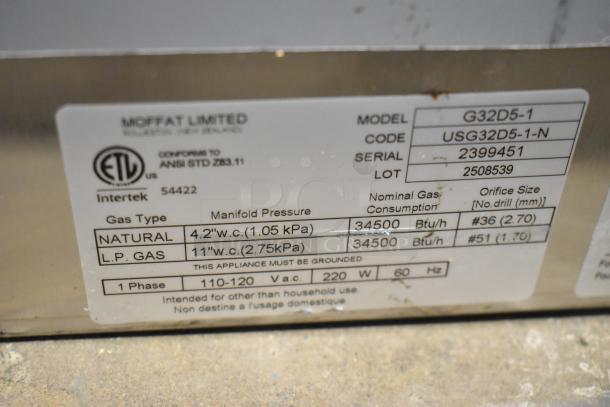 MOFFAT LIMITED
ROLLESTON, (NEW ZEALAND)
MODEL G32D5-1
CODE USG32D5-1-N
SERIAL 2399451
LOT 2508539
ETL
US
Intertek
CONFORMS TO
ANSI STD Z83.11
54422
Gas Type Manifold Pressure Nominal Gas Consumption Orifice Size [No.drill (mm)]
NATURAL 4.2"w.c.(1.05 kPa) 34500 Btu/h #36 (2.70)
L.P. GAS 11"w.c.(2.75kPa) 34500 Btu/h #51 (1.70)
THIS APPLIANCE MUST BE GROUNDED
1 Phase 110-120 V a.c. 220 W 60 Hz
Intended for other than household use.
Non destine a l'usage domestique.